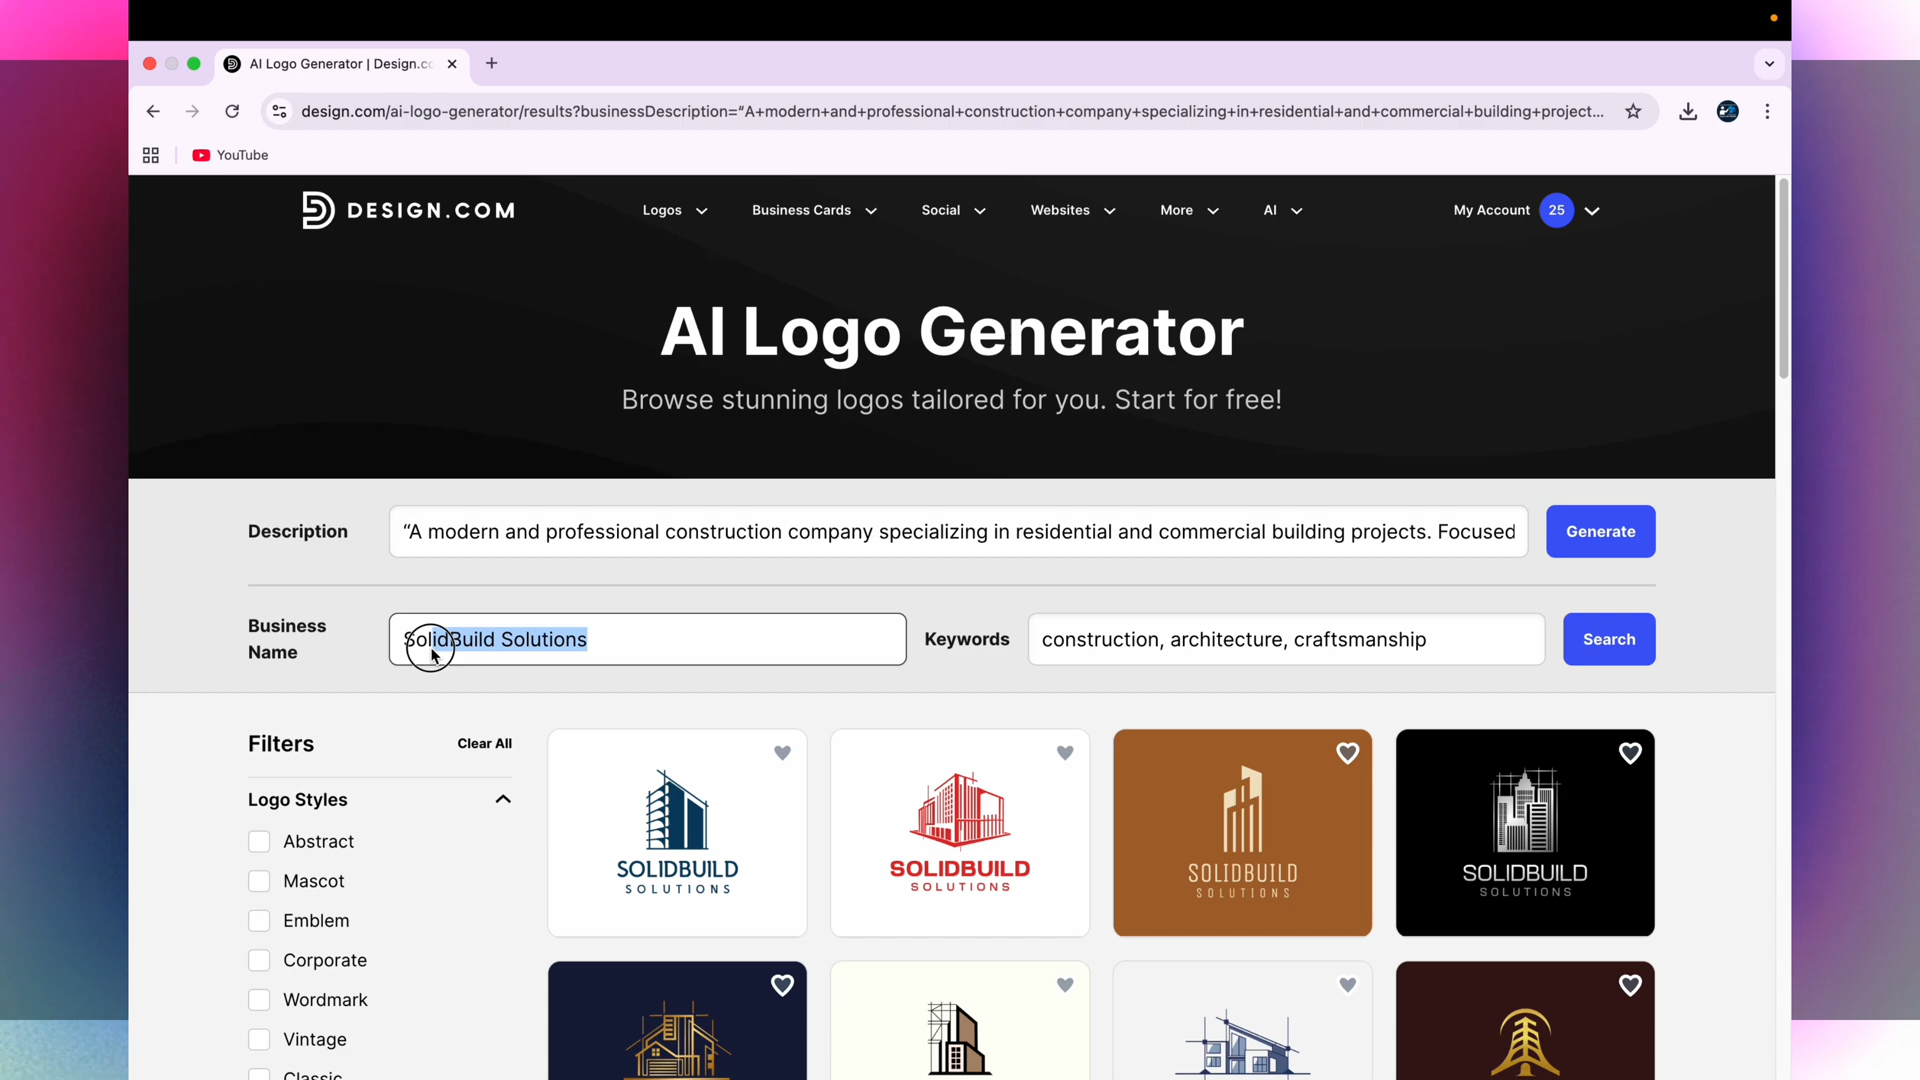 AI Logo Generator | Design.co
design.com/ai-logo-generator/results?businessDescription=“A+modern+and+professional+construction+company+specializing+in+residential+and+commercial+building+project...
YouTube
DESIGN.COM
Logos
Business Cards
Social
Websites
More
AI
My Account
25
AI Logo Generator
Browse stunning logos tailored for you. Start for free!
Description
“A modern and professional construction company specializing in residential and commercial building projects. Focused
Generate
Business
Name
SolidBuild Solutions
Keywords
construction, architecture, craftsmanship
Search
Filters
Clear All
Logo Styles
Abstract
Mascot
Emblem
Corporate
Wordmark
Vintage
Classic
SOLIDBUILD
SOLUTIONS
SOLIDBUILD
SOLUTIONS
SOLIDBUILD
SOLUTIONS
SOLIDBUILD
SOLUTIONS